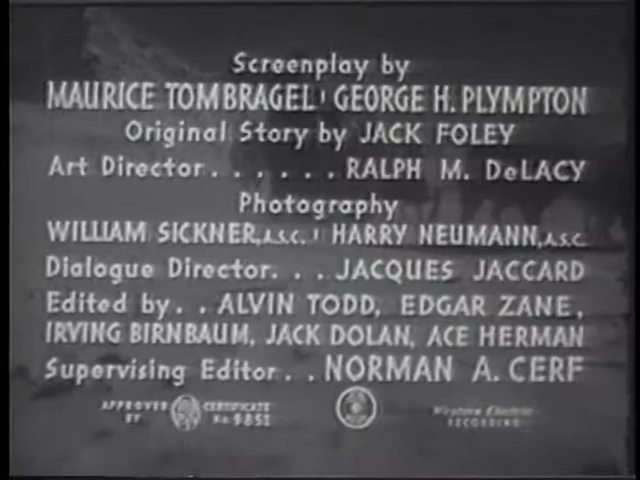 Screenplay by
MAURICE TOMBRAGEL ' GEORGE H. PLYMPTON
Original Story by JACK FOLEY
Art Director . . . . . . RALPH M. DeLACY
Photography
WILLIAM SICKNER, A.S.C. ' HARRY NEUMANN, A.S.C.
Dialogue Director. . . JACQUES JACCARD
Edited by. . ALVIN TODD, EDGAR ZANE,
IRVING BIRNBAUM, JACK DOLAN, ACE HERMAN
Supervising Editor . . NORMAN A. CERF
APPROVED BY CERTIFICATE No. 9851
Western Electric
RECORDING